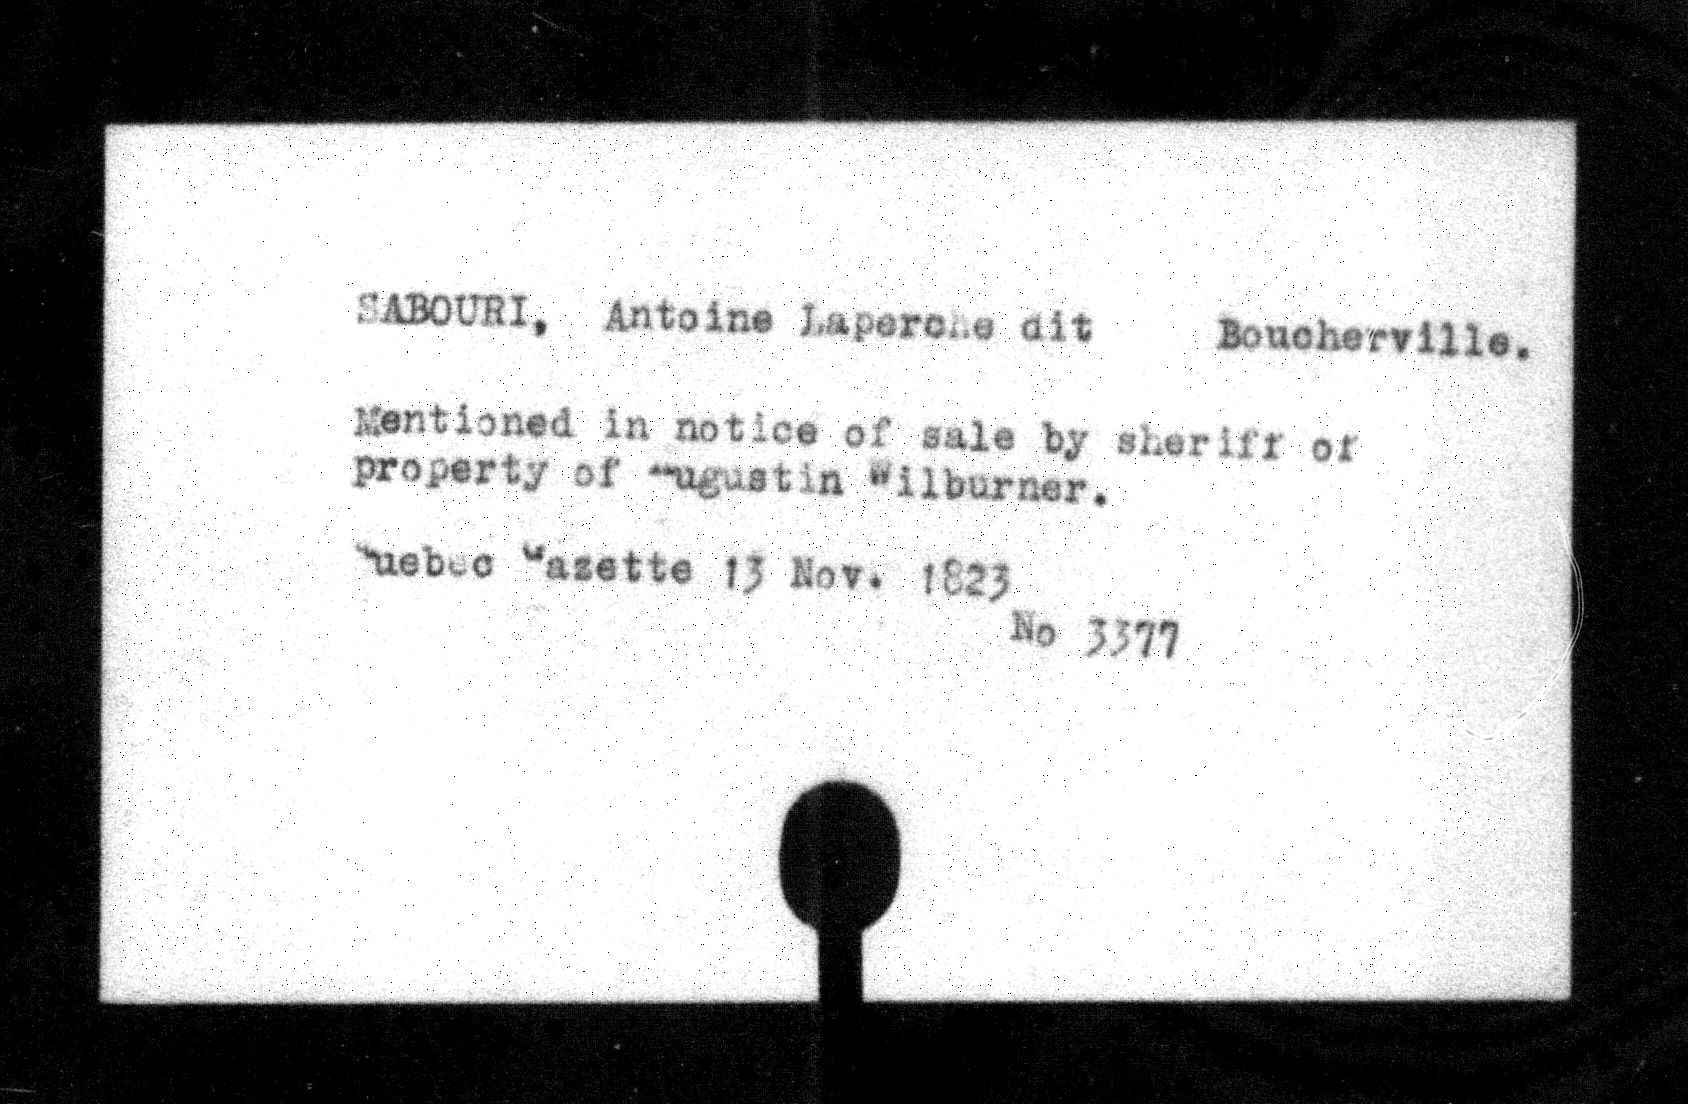 SABOURI, Antoine Laperche dit Boucherville.
Mentioned in notice of sale by sheriff of
property of Augustin Wilburner.
Quebec Gazette 13 Nov. 1823
No 3377